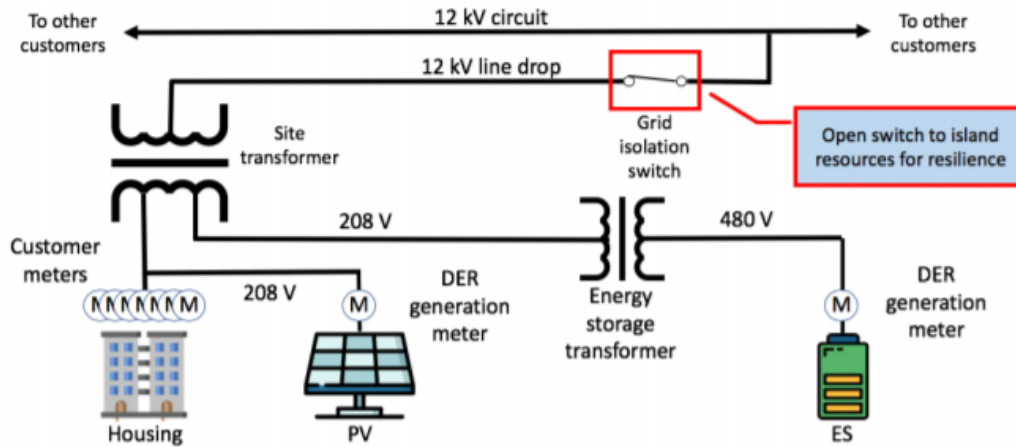 To other
customers
12 kV circuit
To other
customers
12 kV line drop
Site
transformer
Grid
isolation
switch
Open switch to island
resources for resilience
208 V
480 V
Customer
meters
M M M M M M M
208 V
M
DER
generation
meter
Energy
storage
transformer
M
DER
generation
meter
Housing
PV
ES